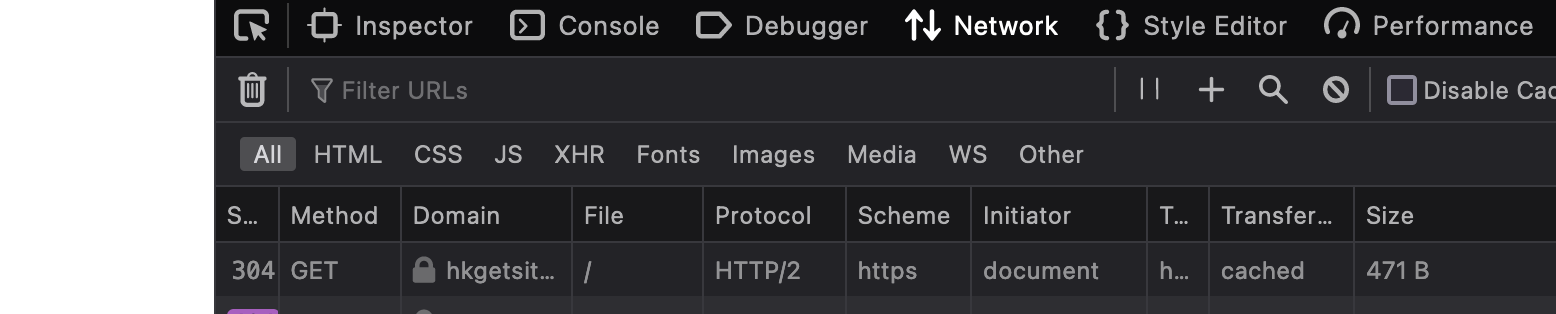 Inspector Console Debugger Network Style Editor Performance
Filter URLs Disable Cac
All HTML CSS JS XHR Fonts Images Media WS Other
S... Method Domain File Protocol Scheme Initiator T... Transfer... Size
304 GET hkgetsit... / HTTP/2 https document h... cached 471 B